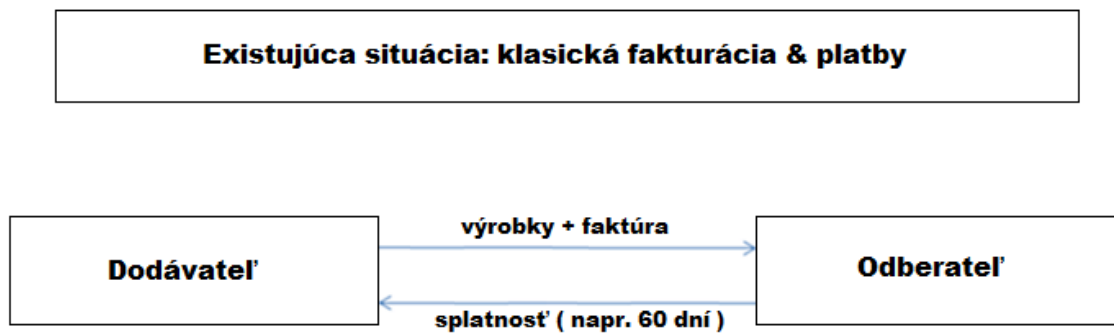 Existujúca situácia: klasická fakturácia & platby
výrobky + faktúra
Dodávateľ
Odberateľ
splatnosť ( napr. 60 dní )